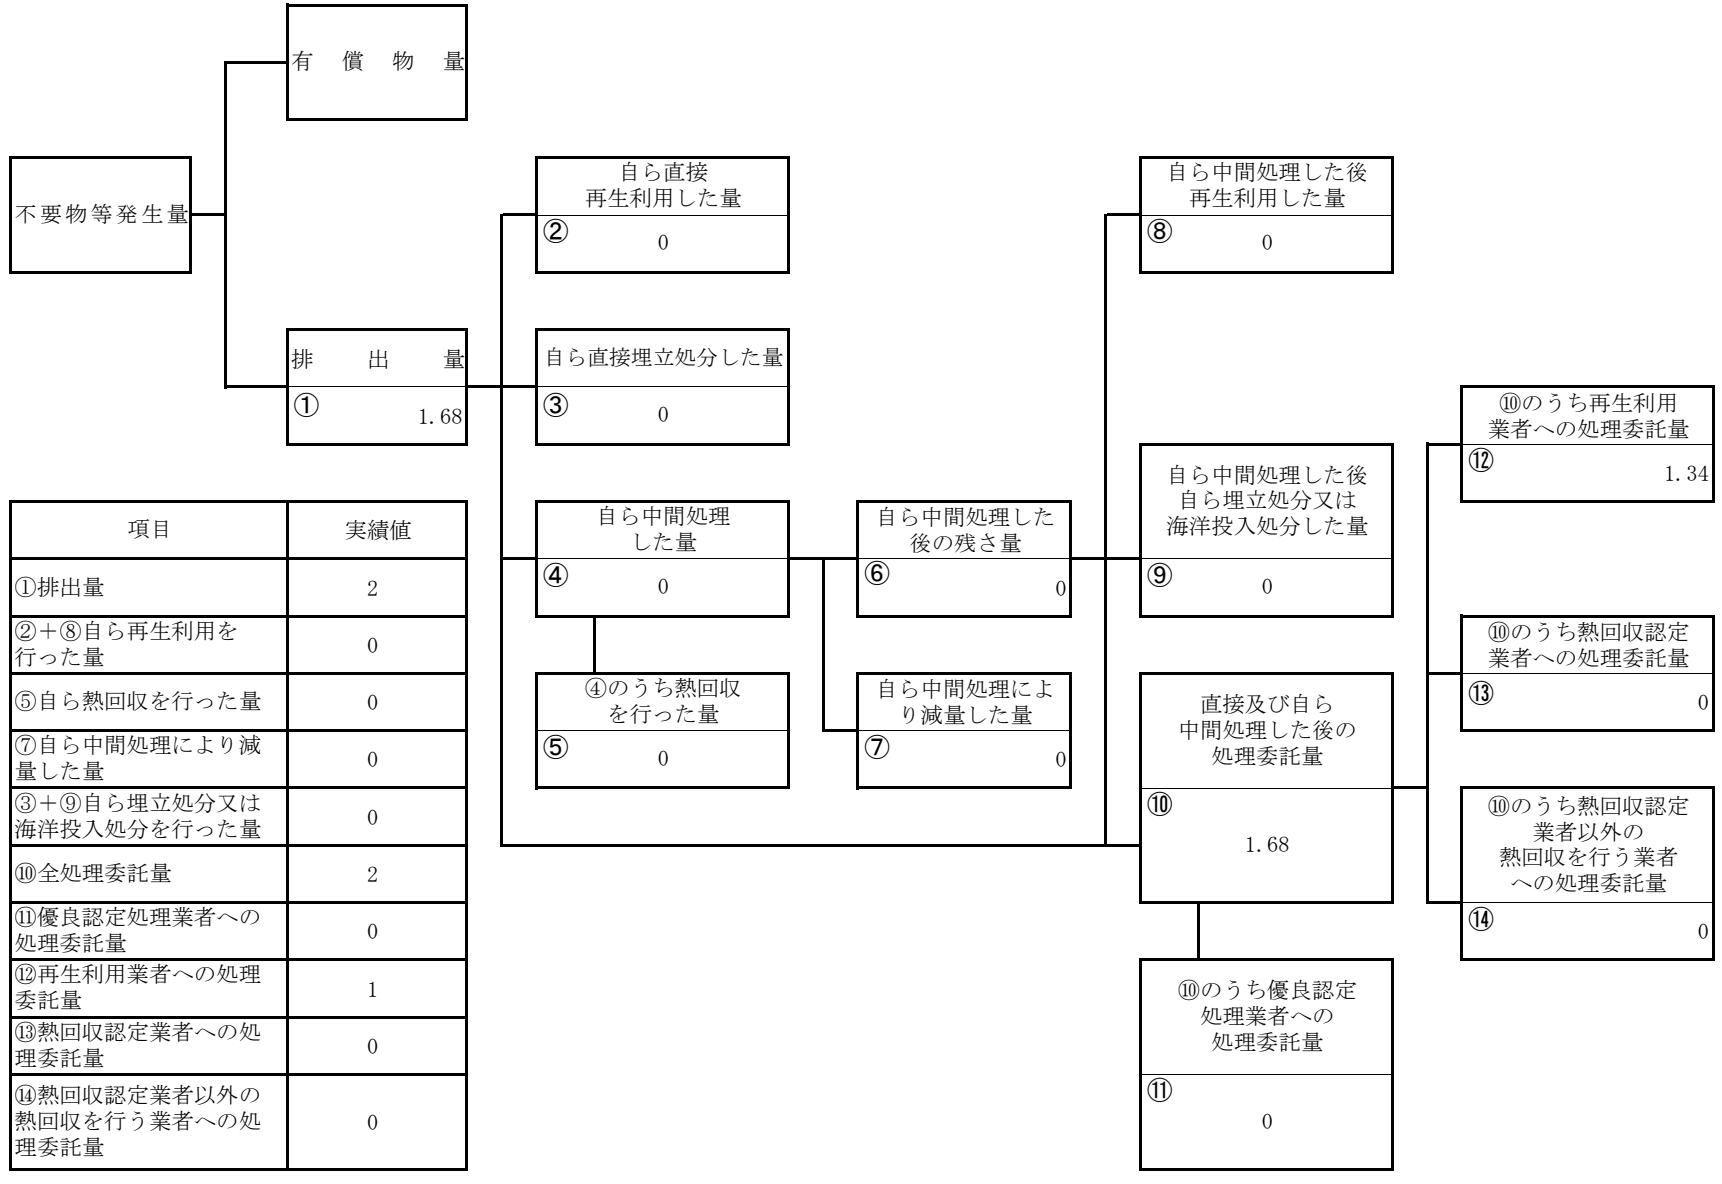 有償物量
不要物等発生量
自ら直接
再生利用した量
②
0
自ら中間処理した後
再生利用した量
⑧
0
排出量
①
1.68
自ら直接埋立処分した量
③
0
⑩のうち再生利用
業者への処理委託量
⑫
1.34
自ら中間処理
した量
④
0
自ら中間処理した
後の残さ量
⑥
0
自ら中間処理した後
自ら埋立処分又は
海洋投入処分した量
⑨
0
⑩のうち熱回収認定
業者への処理委託量
⑬
0
④のうち熱回収
を行った量
⑤
0
自ら中間処理によ
り減量した量
⑦
0
直接及び自ら
中間処理した後の
処理委託量
⑩
1.68
⑩のうち熱回収認定
業者以外の
熱回収を行う業者
への処理委託量
⑭
0
⑩のうち優良認定
処理業者への
処理委託量
⑪
0
項目 実績値
①排出量 2
②＋⑧自ら再生利用を
行った量 0
⑤自ら熱回収を行った量 0
⑦自ら中間処理により減
量した量 0
③＋⑨自ら埋立処分又は
海洋投入処分を行った量 0
⑩全処理委託量 2
⑪優良認定処理業者への
処理委託量 0
⑫再生利用業者への処理
委託量 1
⑬熱回収認定業者への処
理委託量 0
⑭熱回収認定業者以外の
熱回収を行う業者への処
理委託量 0